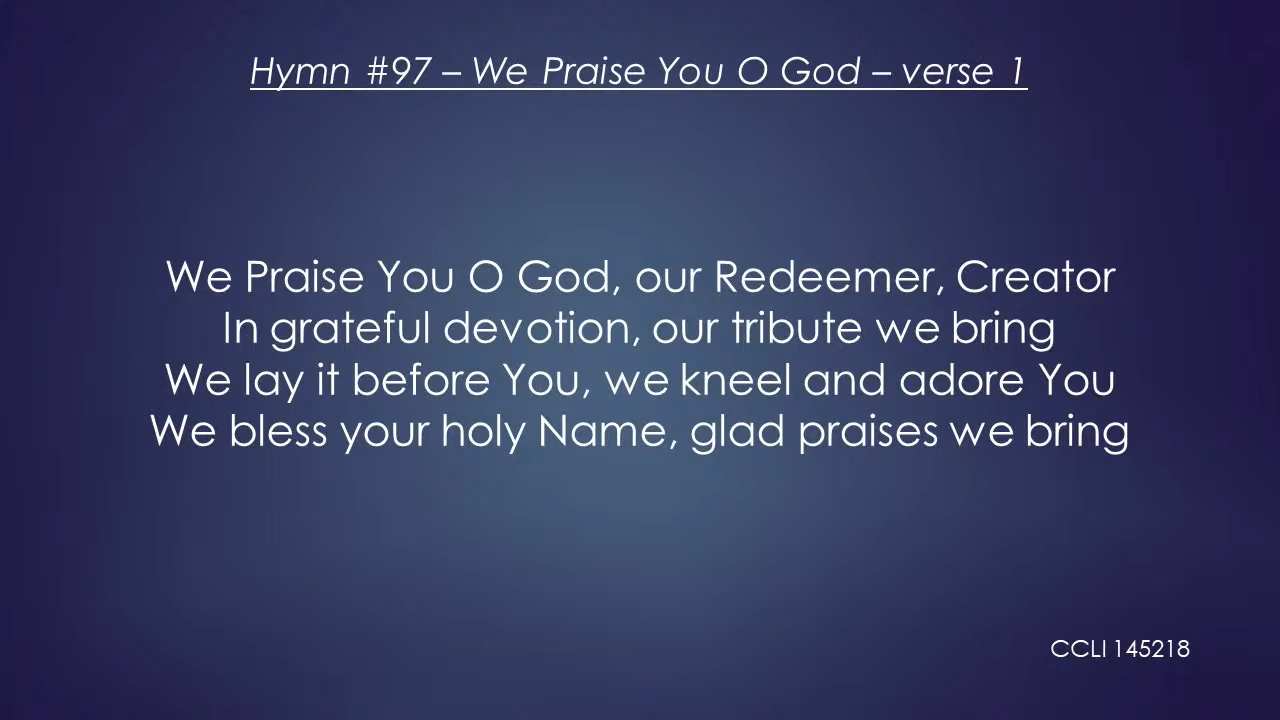 Hymn #97 – We Praise You O God – verse 1
We Praise You O God, our Redeemer, Creator
In grateful devotion, our tribute we bring
We lay it before You, we kneel and adore You
We bless your holy Name, glad praises we bring
CCLI 145218